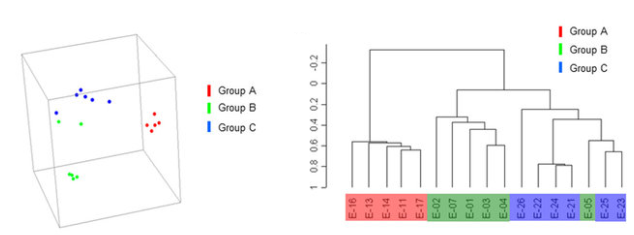 Group A
Group B
Group C
Group A
Group B
Group C
-0.2
0
0.2
0.4
0.6
0.8
1
E-16
E-13
E-14
E-11
E-17
E-02
E-07
E-01
E-03
E-04
E-26
E-22
E-24
E-21
E-05
E-25
E-23